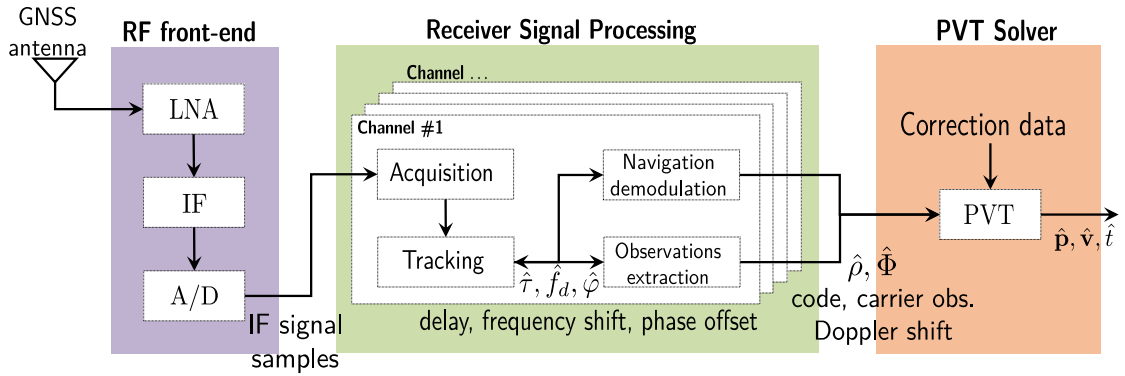 GNSS
antenna
RF front-end
LNA
IF
A/D
IF signal
samples
Receiver Signal Processing
Channel ...
Channel #1
Acquisition
Tracking
Navigation
demodulation
Observations
extraction
τ̂, f̂_d, φ̂
delay, frequency shift, phase offset
ρ̂, Φ̂
code, carrier obs.
Doppler shift
PVT Solver
Correction data
PVT
p̂, v̂, t̂